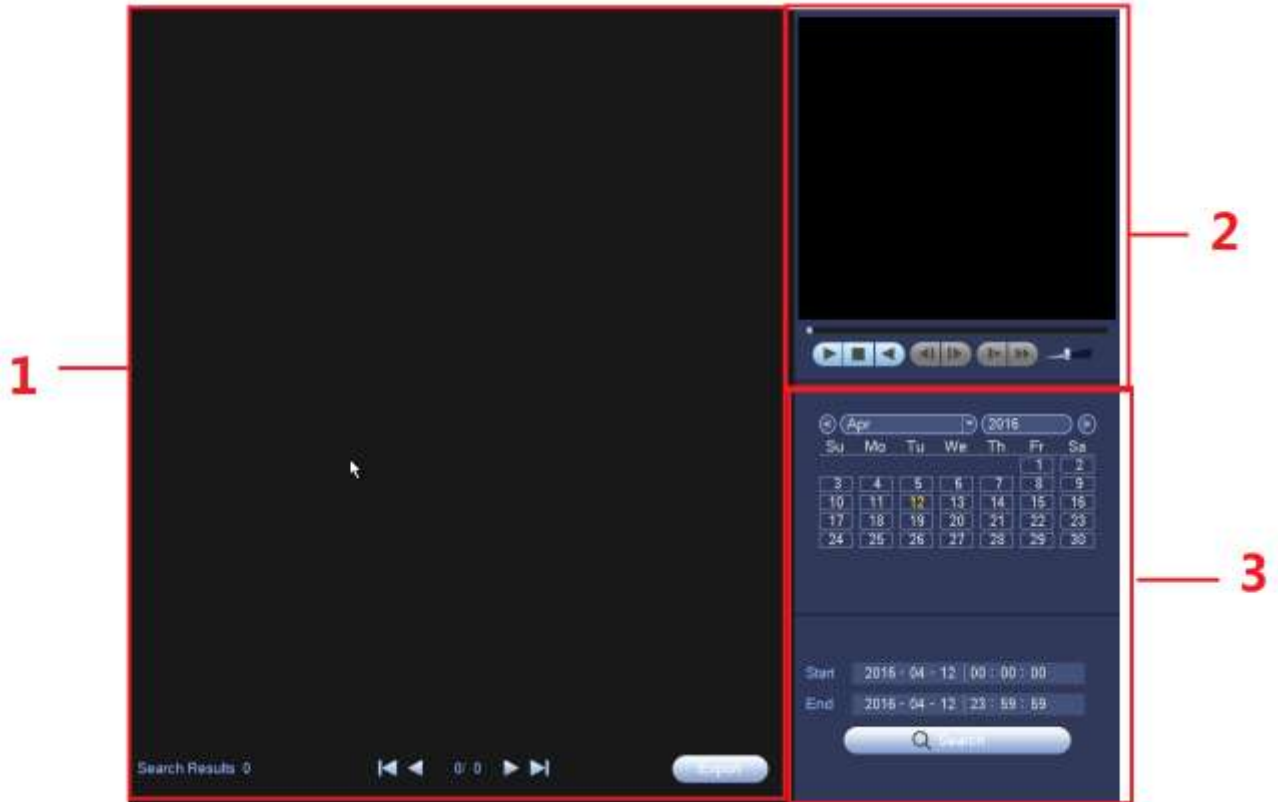 1
2
3
Search Results 0
0/ 0
Export
Apr 2016
Su Mo Tu We Th Fr Sa
1 2
3 4 5 6 7 8 9
10 11 12 13 14 15 16
17 18 19 20 21 22 23
24 25 26 27 28 29 30
Start 2016 - 04 - 12 00 : 00 : 00
End 2016 - 04 - 12 23 : 59 : 59
Search